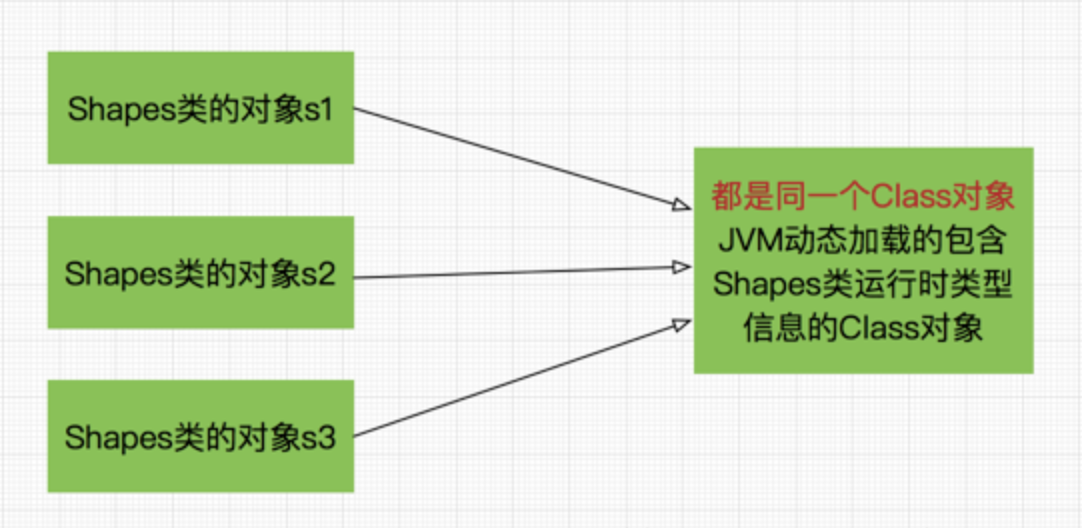 Shapes类的对象s1
都是同一个Class对象
JVM动态加载的包含
Shapes类的对象s2
Shapes类运行时类型
信息的Class对象
Shapes类的对象s3